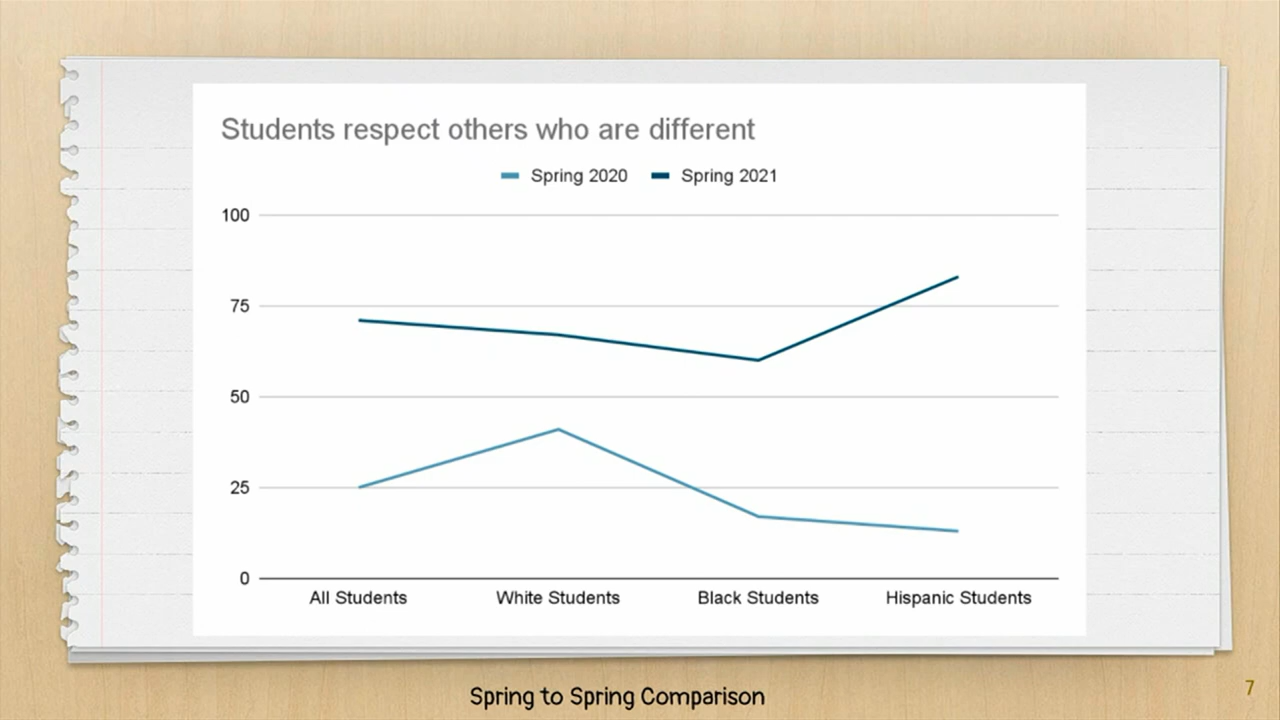 Students respect others who are different
Spring 2020 Spring 2021
100
75
50
25
0
All Students White Students Black Students Hispanic Students
Spring to Spring Comparison
7